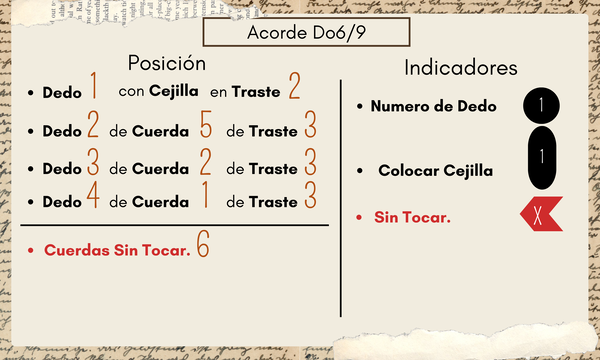 Acorde Do6/9
Posición
• Dedo 1 con Cejilla en Traste 2
• Dedo 2 de Cuerda 5 de Traste 3
• Dedo 3 de Cuerda 2 de Traste 3
• Dedo 4 de Cuerda 1 de Traste 3
• Cuerdas Sin Tocar. 6
Indicadores
• Numero de Dedo 1
• Colocar Cejilla 1
• Sin Tocar. X